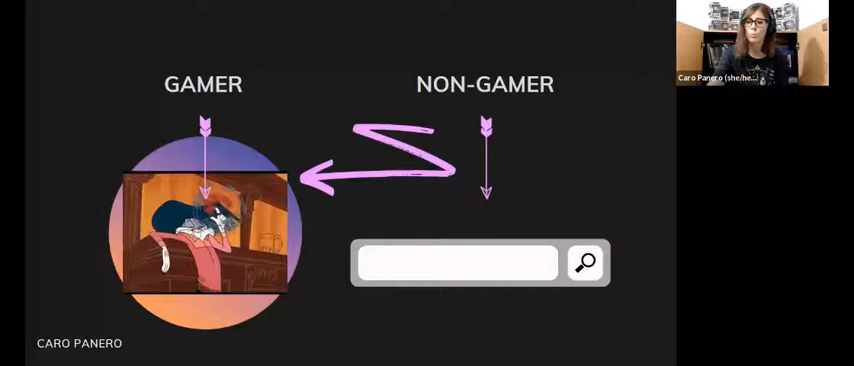 GAMER
NON-GAMER
CARO PANERO
Caro Panero (she/he...